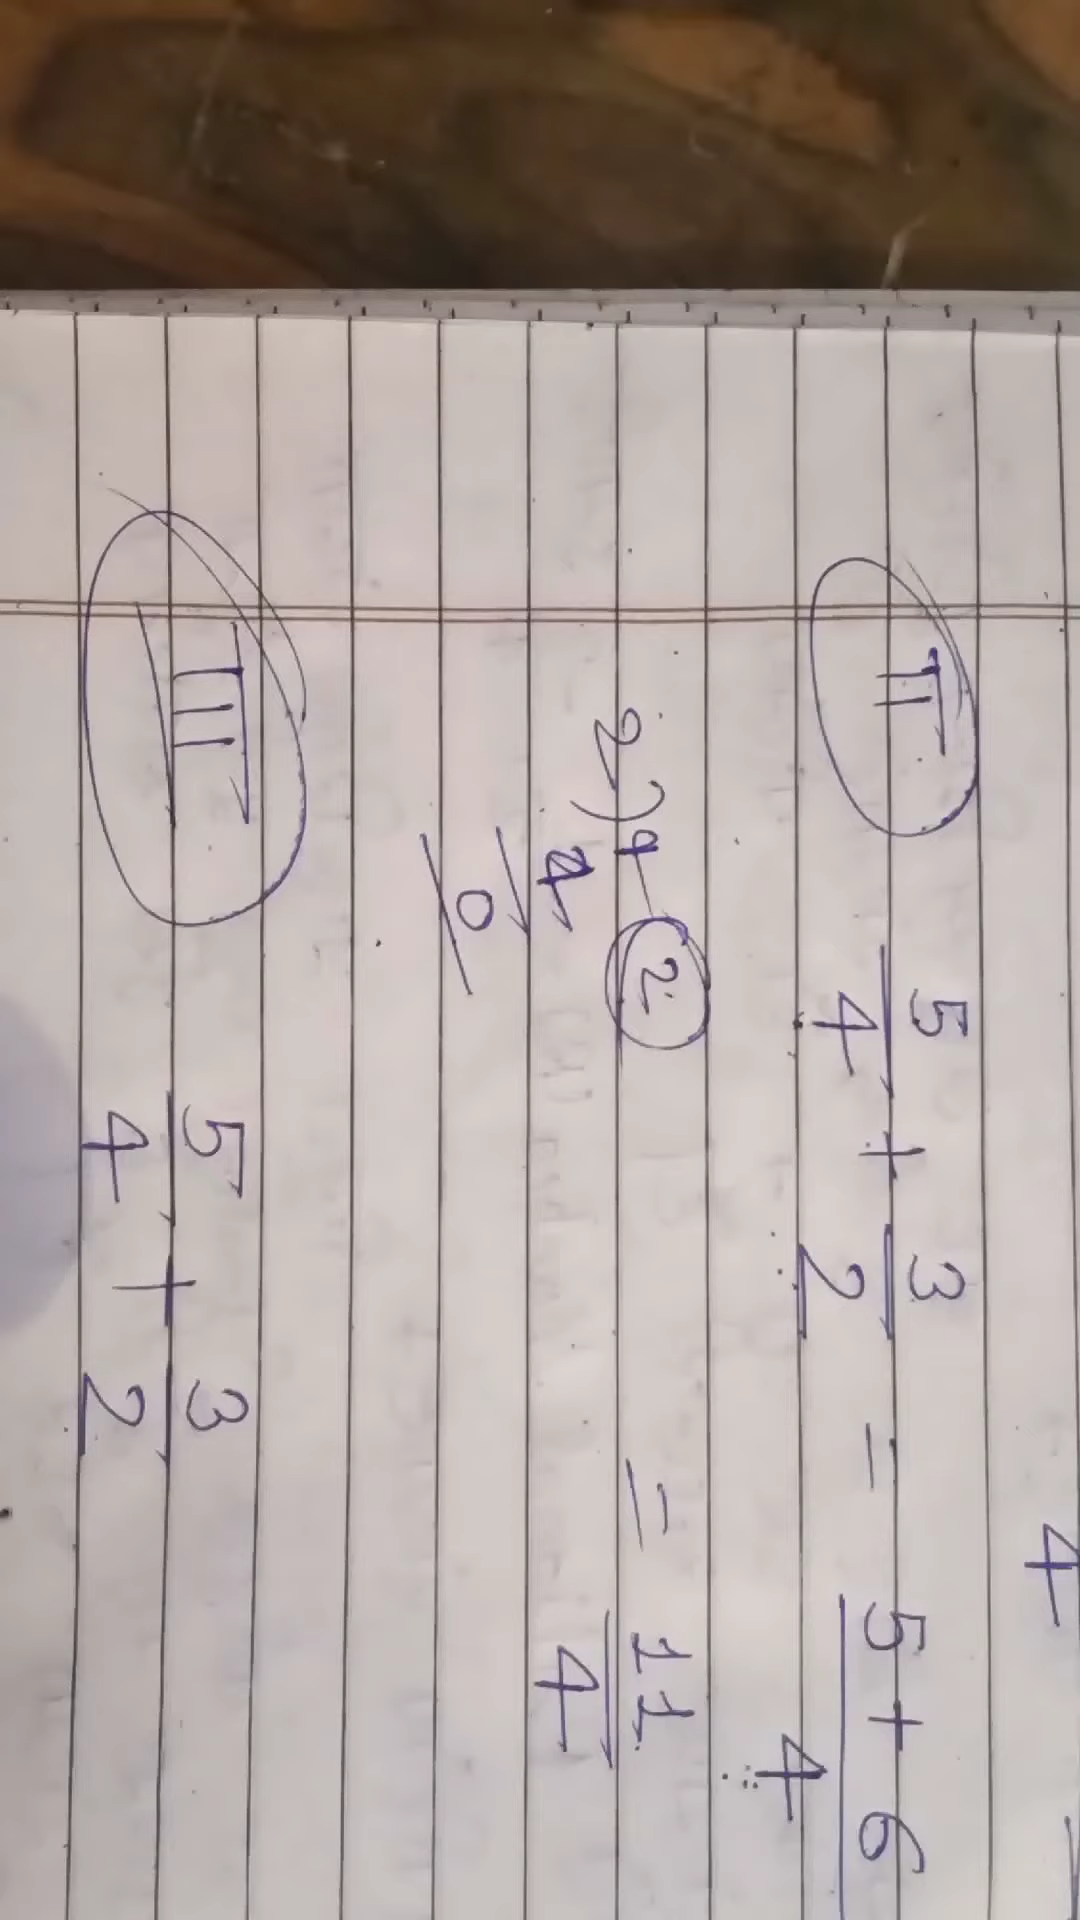 4
II 5/4 + 3/2 = 5 + 6/4
2)4(2 = 11/4
4
0
III 5/4 + 3/2